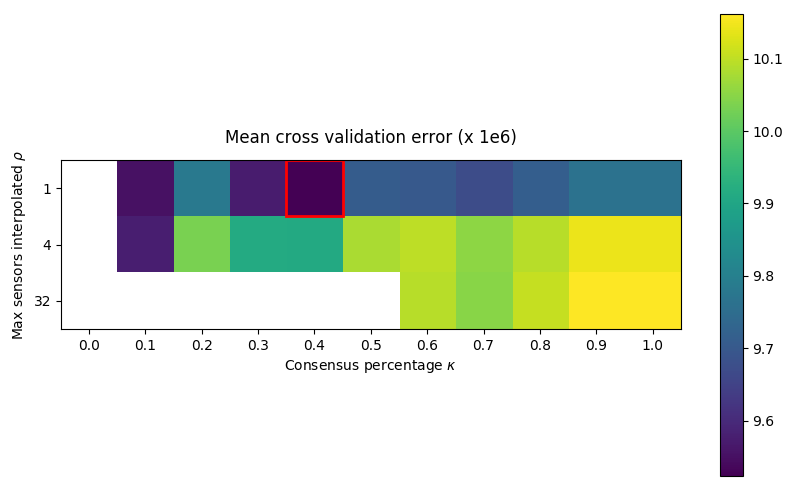 Mean cross validation error (x 1e6)
Max sensors interpolated ρ
1
4
32
0.0 0.1 0.2 0.3 0.4 0.5 0.6 0.7 0.8 0.9 1.0
Consensus percentage κ
10.1
10.0
9.9
9.8
9.7
9.6